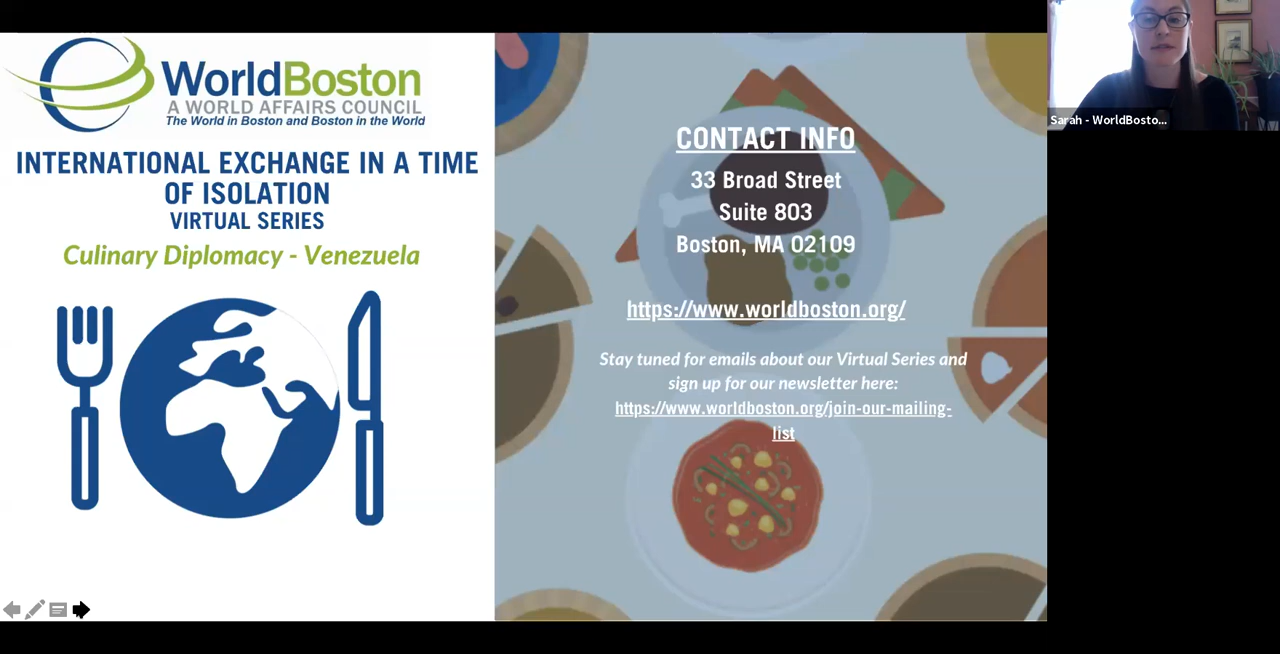 WorldBoston
A WORLD AFFAIRS COUNCIL
The World in Boston and Boston in the World
INTERNATIONAL EXCHANGE IN A TIME
OF ISOLATION
VIRTUAL SERIES
Culinary Diplomacy - Venezuela
CONTACT INFO
33 Broad Street
Suite 803
Boston, MA 02109
https://www.worldboston.org/
Stay tuned for emails about our Virtual Series and
sign up for our newsletter here:
https://www.worldboston.org/join-our-mailing-
list
Sarah - WorldBosto...